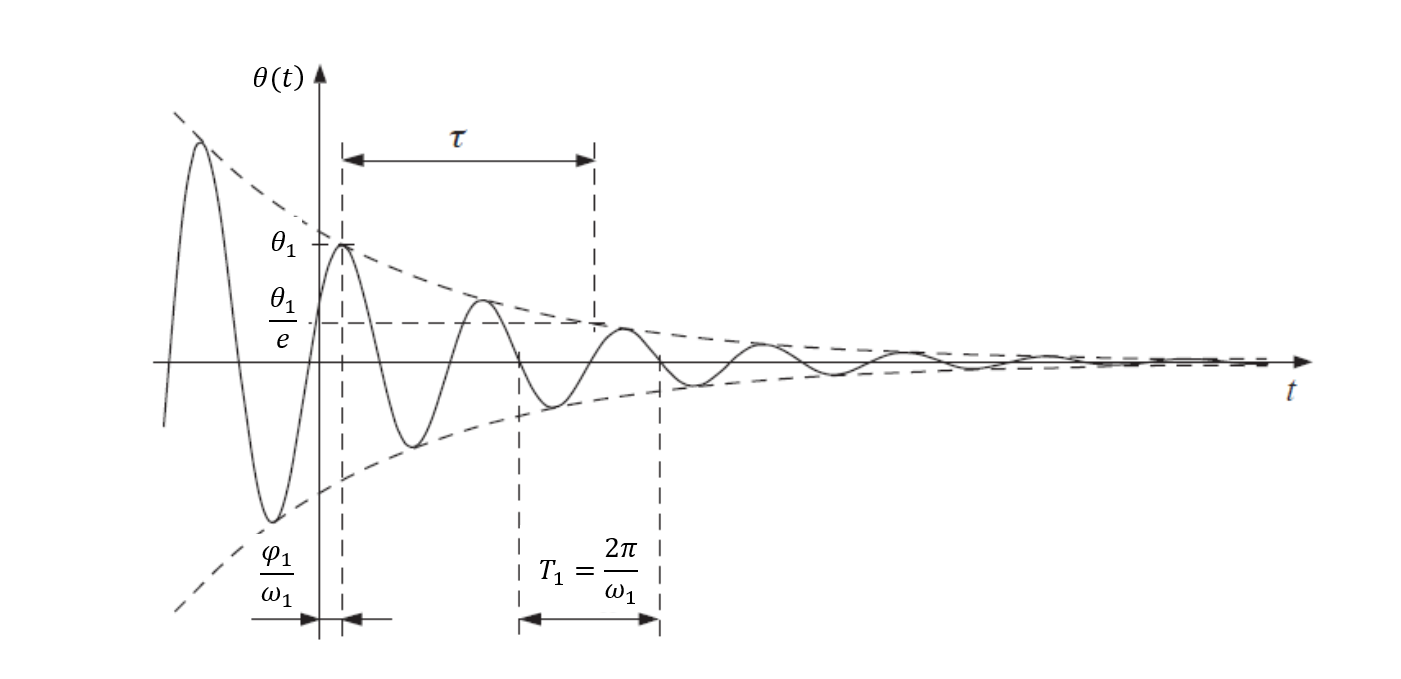 θ(t)
τ
θ₁
θ₁/e
t
φ₁/ω₁
T₁ = 2π/ω₁